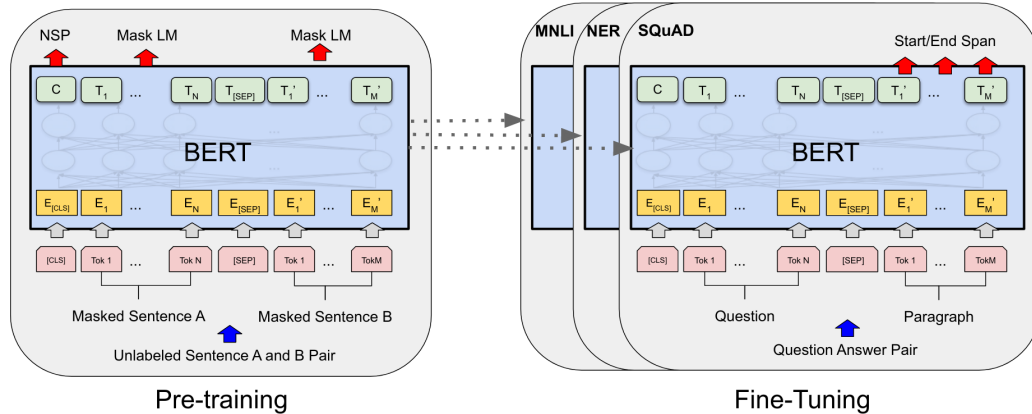 NSP Mask LM Mask LM
C T1 ... TN T[SEP] T1' ... TM'
BERT
E[CLS] E1 ... EN E[SEP] E1' ... EM'
[CLS] Tok 1 ... Tok N [SEP] Tok 1 ... TokM
Masked Sentence A Masked Sentence B
Unlabeled Sentence A and B Pair
Pre-training
MNLI NER SQuAD
Start/End Span
C T1 ... TN T[SEP] T1' ... TM'
BERT
E[CLS] E1 ... EN E[SEP] E1' ... EM'
[CLS] Tok 1 ... Tok N [SEP] Tok 1 ... TokM
Question Paragraph
Question Answer Pair
Fine-Tuning